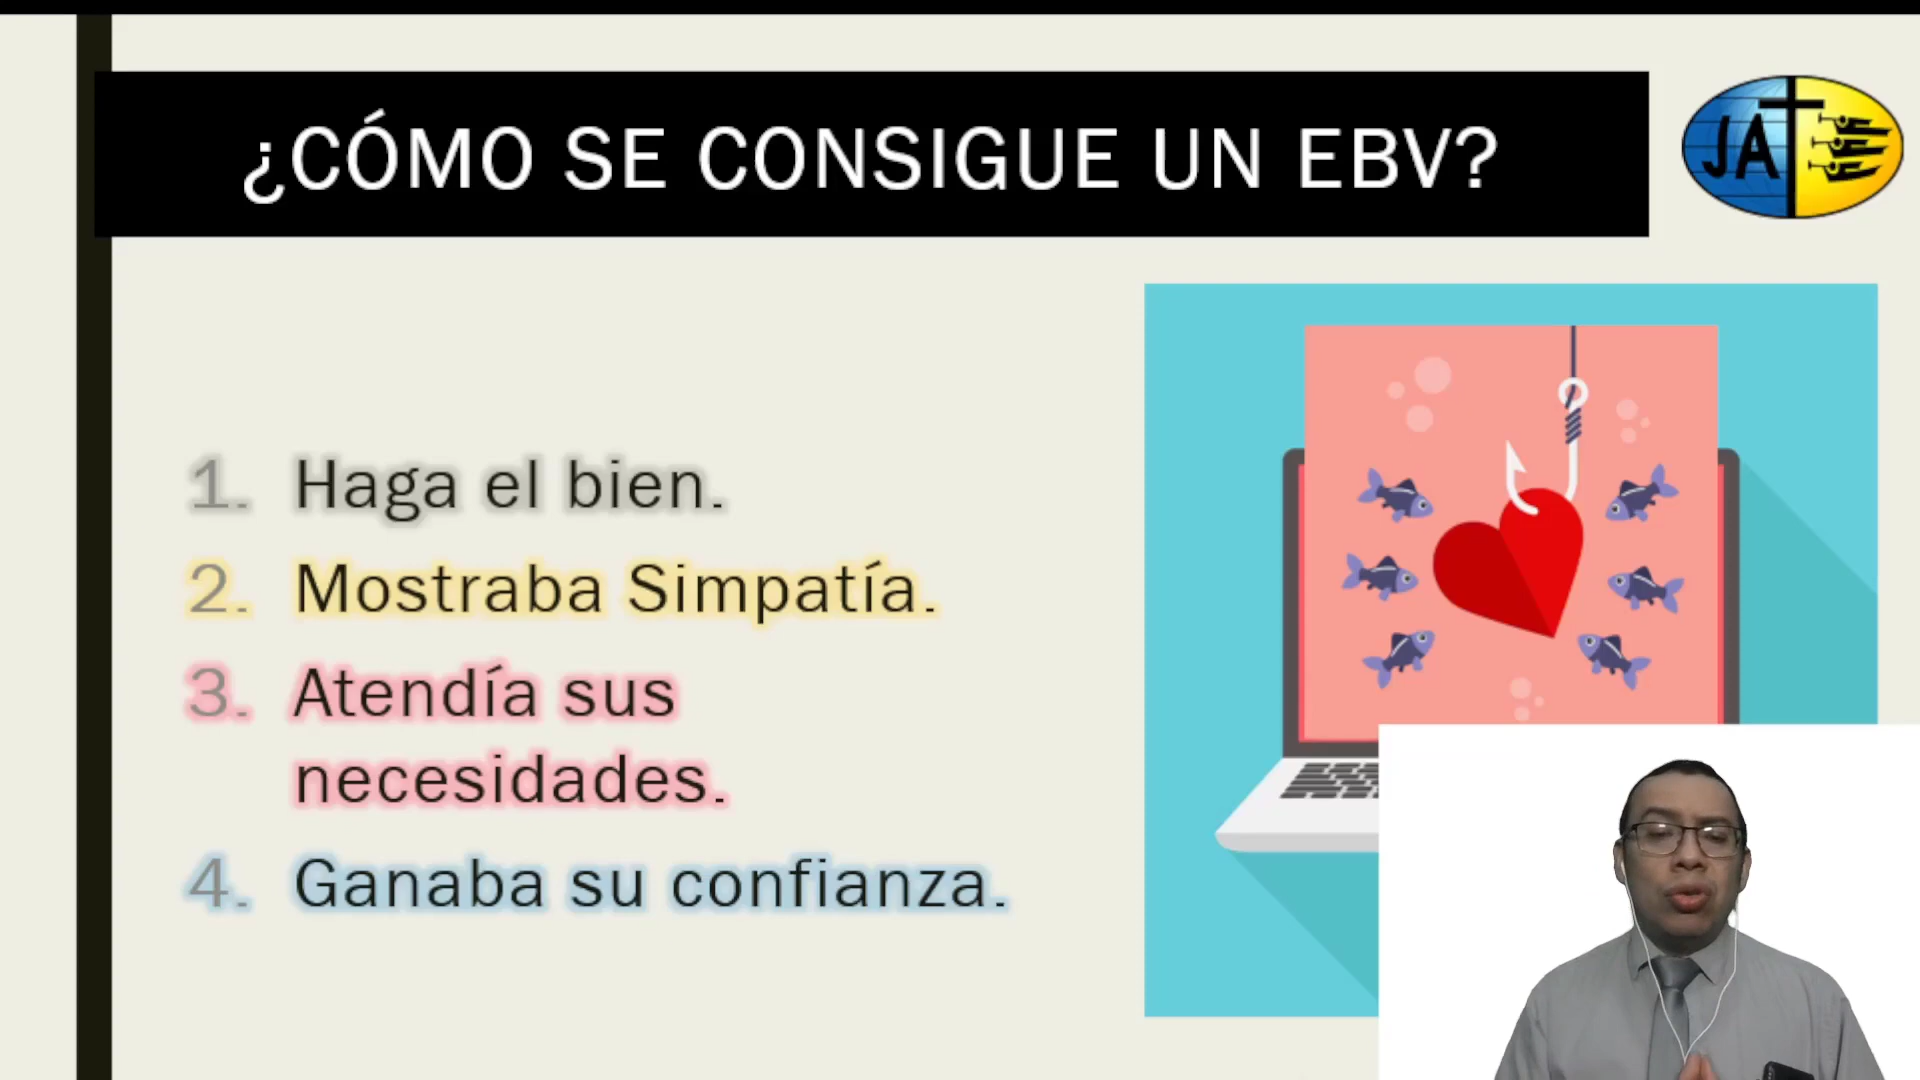 ¿CÓMO SE CONSIGUE UN EBV?
JA
1. Haga el bien.
2. Mostraba Simpatía.
3. Atendía sus
necesidades.
4. Ganaba su confianza.